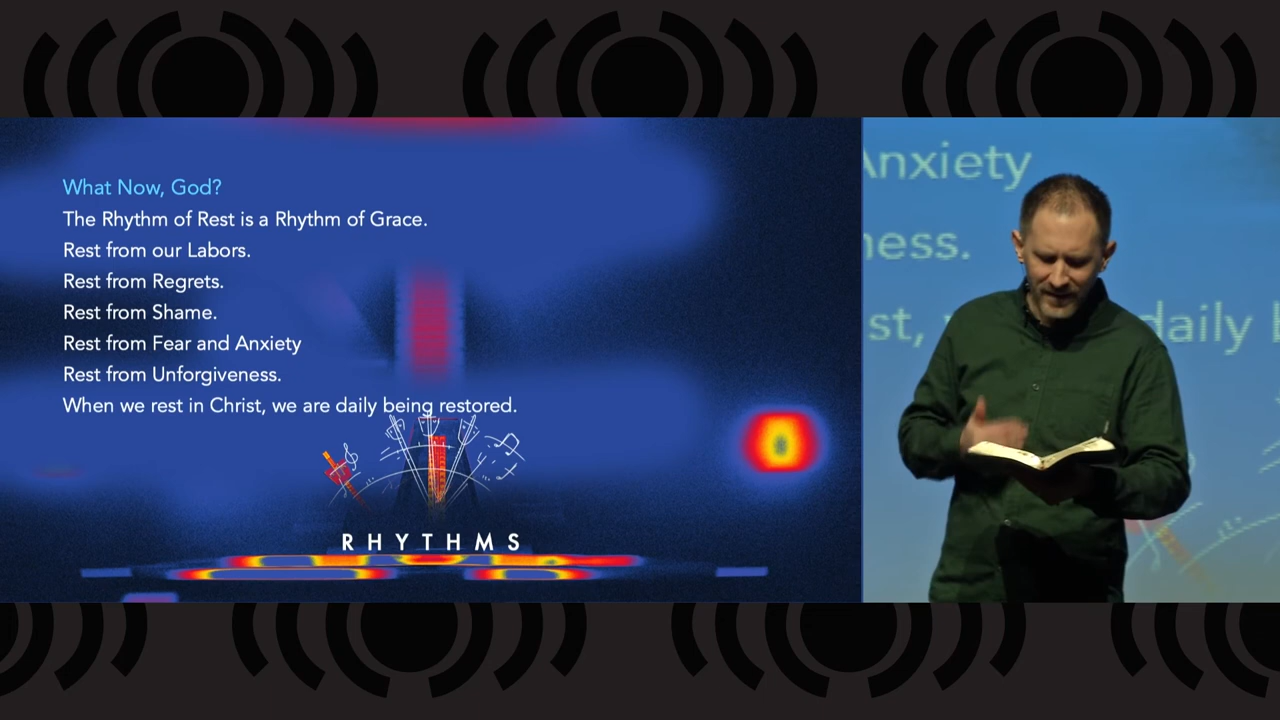 What Now, God?
The Rhythm of Rest is a Rhythm of Grace.
Rest from our Labors.
Rest from Regrets.
Rest from Shame.
Rest from Fear and Anxiety
Rest from Unforgiveness.
When we rest in Christ, we are daily being restored.
RHYTHMS
Anxiety
ness.
st,
daily